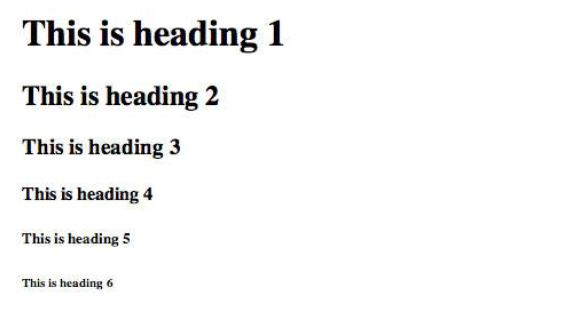 This is heading 1
This is heading 2
This is heading 3
This is heading 4
This is heading 5
This is heading 6